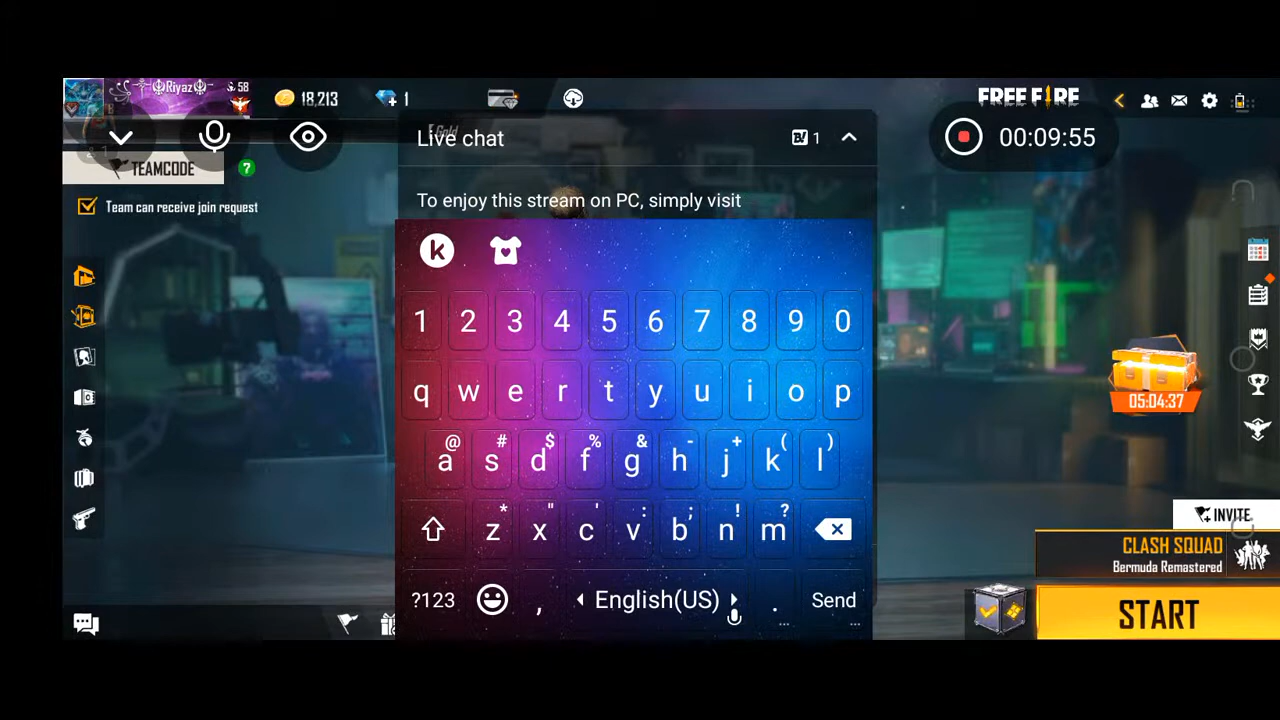 Riyaz
58
18,213
1
FREE FIRE
Gold
Live chat
1
00:09:55
TEAMCODE
7
Team can receive join request
To enjoy this stream on PC, simply visit
k
1 2 3 4 5 6 7 8 9 0
q w e r t y u i o p
@ # $ % & - + ( )
a s d f g h j k l
* " ' : ; ! ?
z x c v b n m
?123 , English(US) . Send
05:04:37
INVITE
CLASH SQUAD
Bermuda Remastered
START